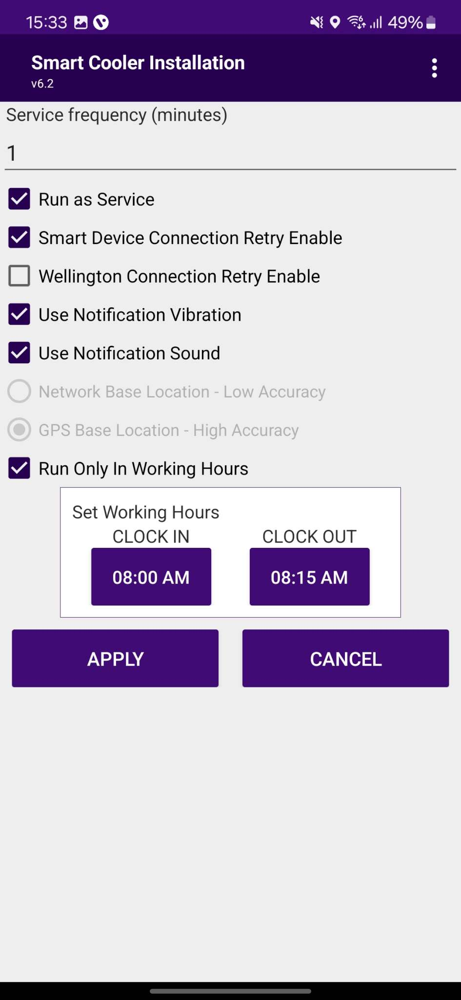 15:33
49%
Smart Cooler Installation
v6.2
Service frequency (minutes)
1
Run as Service
Smart Device Connection Retry Enable
Wellington Connection Retry Enable
Use Notification Vibration
Use Notification Sound
Network Base Location - Low Accuracy
GPS Base Location - High Accuracy
Run Only In Working Hours
Set Working Hours
CLOCK IN CLOCK OUT
08:00 AM 08:15 AM
APPLY CANCEL